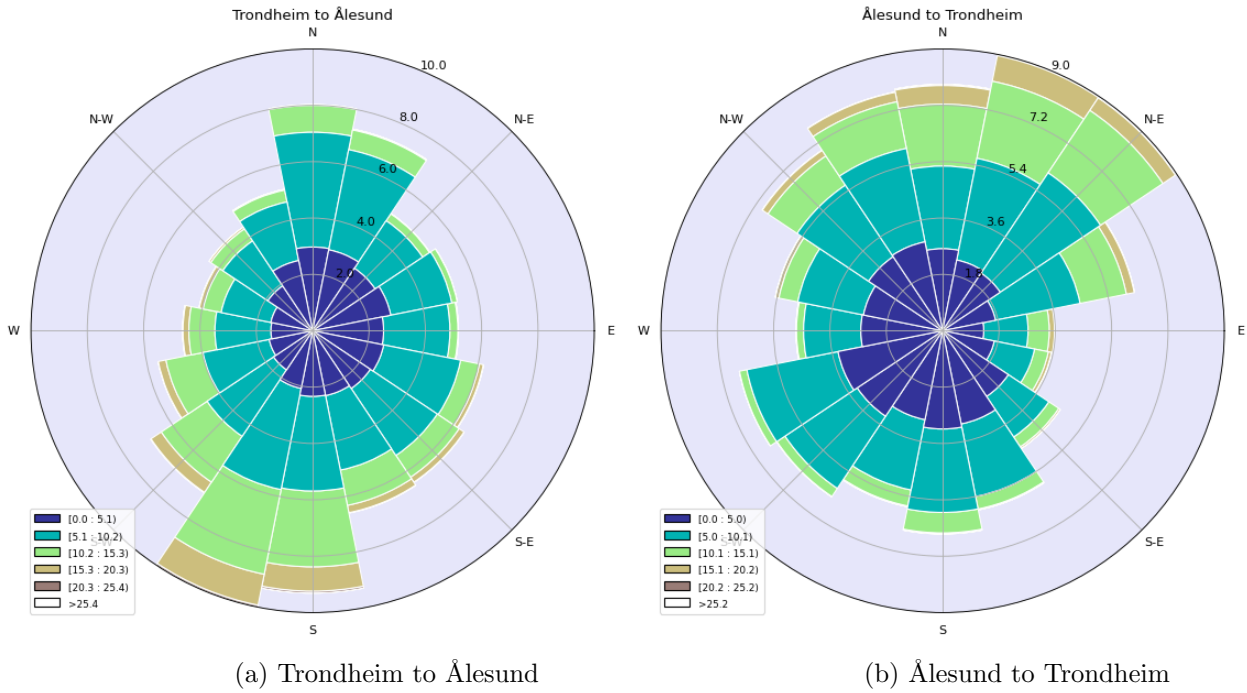 Trondheim to Ålesund
N
10.0
8.0
6.0
4.0
2.0
N-W
N-E
W
E
S-W
S-E
S
[0.0 : 5.1)
[5.1 : 10.2)
[10.2 : 15.3)
[15.3 : 20.3)
[20.3 : 25.4)
>25.4
Ålesund to Trondheim
N
9.0
7.2
5.4
3.6
1.8
N-W
N-E
W
E
S-W
S-E
S
[0.0 : 5.0)
[5.0 : 10.1)
[10.1 : 15.1)
[15.1 : 20.2)
[20.2 : 25.2)
>25.2
(a) Trondheim to Ålesund
(b) Ålesund to Trondheim